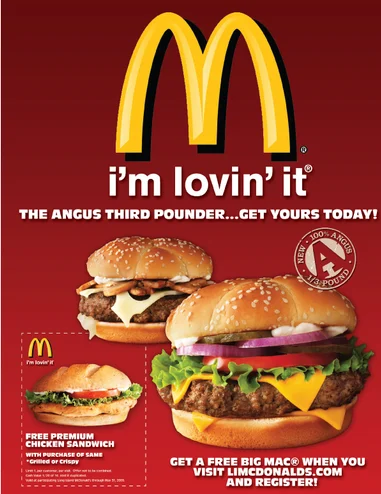 M
®
i'm lovin' it®
THE ANGUS THIRD POUNDER...GET YOURS TODAY!
NEW • 100% ANGUS
A
1/3 POUND
M
i'm lovin' it
FREE PREMIUM
CHICKEN SANDWICH
WITH PURCHASE OF SAME
*Grilled or Crispy
GET A FREE BIG MAC® WHEN YOU
VISIT LIMCDONALDS.COM
AND REGISTER!